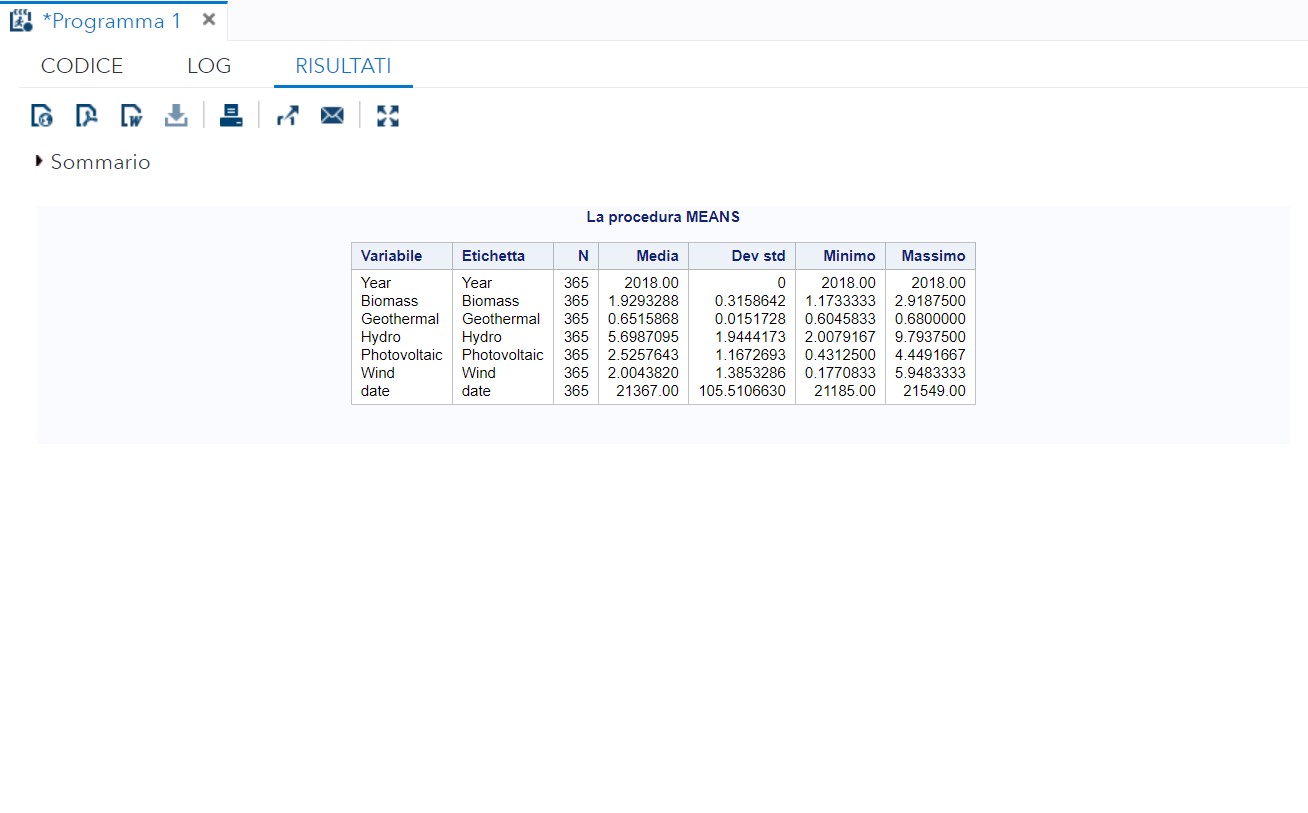 *Programma 1 ×
CODICE LOG RISULTATI
Sommario
La procedura MEANS
Variabile Etichetta N Media Dev std Minimo Massimo
Year Year 365 2018.00 0 2018.00 2018.00
Biomass Biomass 365 1.9293288 0.3158642 1.1733333 2.9187500
Geothermal Geothermal 365 0.6515868 0.0151728 0.6045833 0.6800000
Hydro Hydro 365 5.6987095 1.9444173 2.0079167 9.7937500
Photovoltaic Photovoltaic 365 2.5257643 1.1672693 0.4312500 4.4491667
Wind Wind 365 2.0043820 1.3853286 0.1770833 5.9483333
date date 365 21367.00 105.5106630 21185.00 21549.00